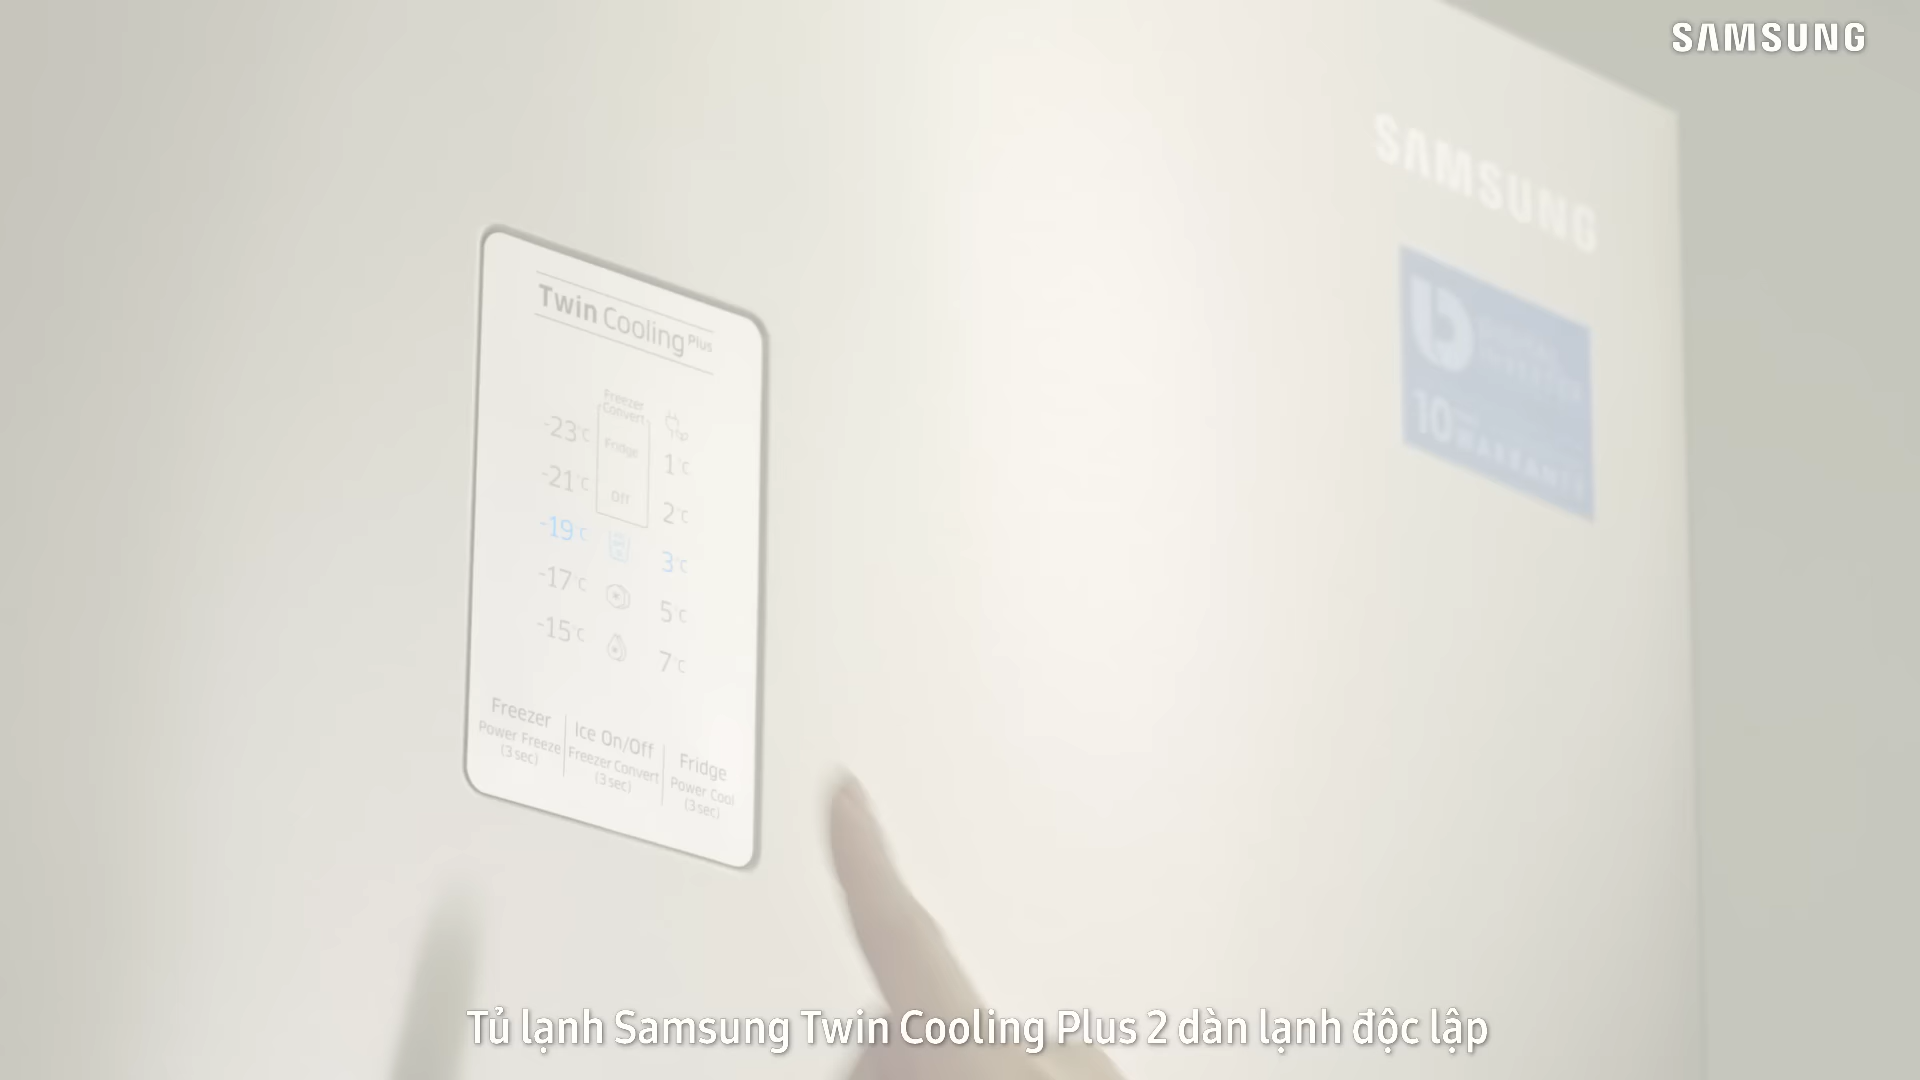 SAMSUNG
SAMSUNG
Twin Cooling Plus
Freezer
Convert
-23°C
Fridge
1°C
-21°C
Off
2°C
-19°C
3°C
-17°C
5°C
-15°C
7°C
Freezer
Power Freeze
(3 sec)
Ice On/Off
Freezer Convert
(3 sec)
Fridge
Power Cool
(3 sec)
10
WARRANTY
Tủ lạnh Samsung Twin Cooling Plus 2 dàn lạnh độc lập